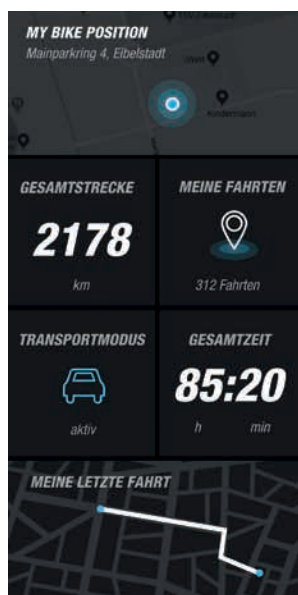 MY BIKE POSITION
Mainparkring 4, Eibelstadt
GESAMTSTRECKE
2178
km
MEINE FAHRTEN
312 Fahrten
TRANSPORTMODUS
aktiv
GESAMTZEIT
85:20
h min
MEINE LETZTE FAHRT